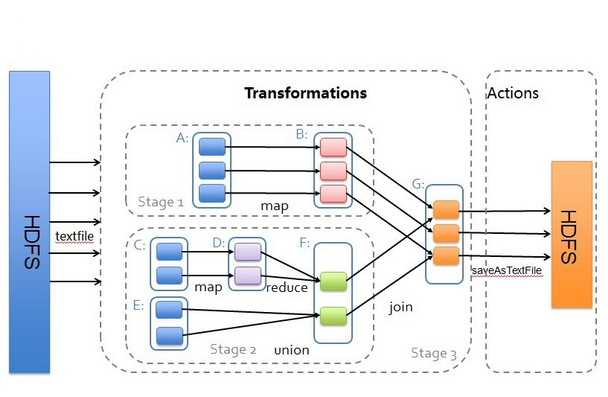 Transformations
Actions
A:
B:
Stage 1
map
G:
HDFS
textfile
HDFS
C:
D:
F:
map
reduce
saveAsTextFile
E:
join
Stage 2
union
Stage 3